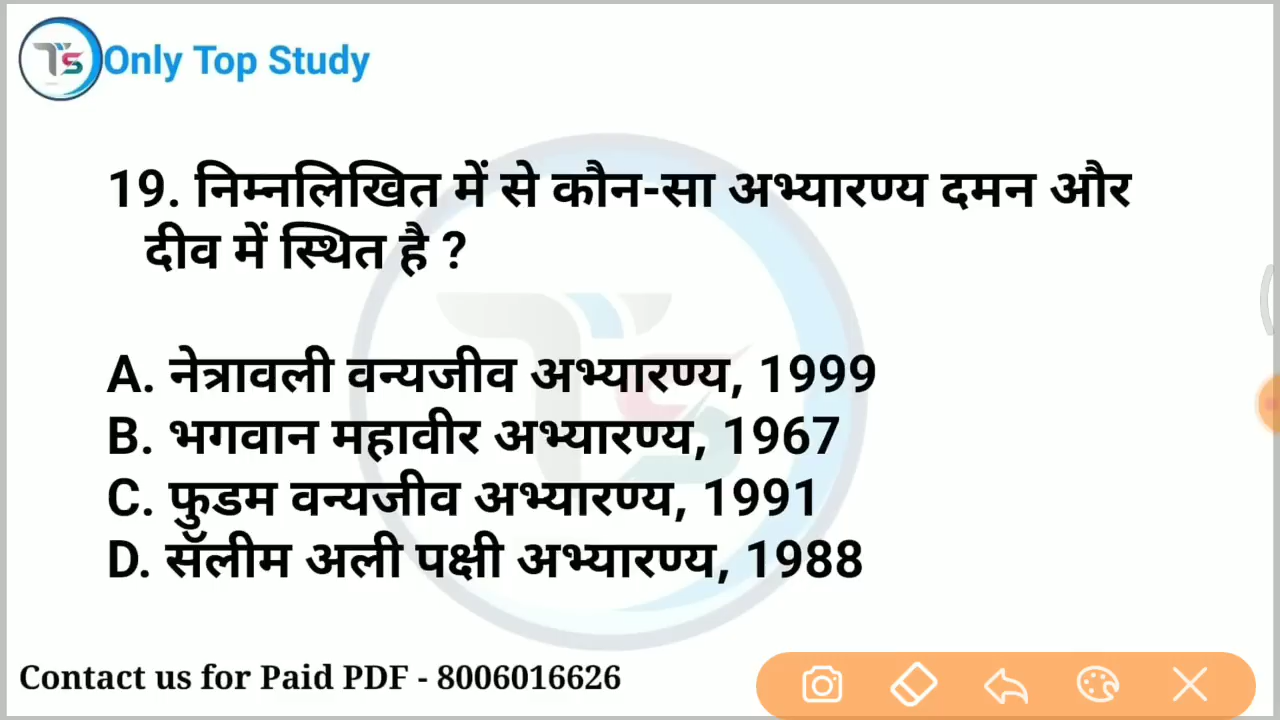 TS Only Top Study
19. निम्नलिखित में से कौन-सा अभ्यारण्य दमन और
दीव में स्थित है ?
A. नेत्रावली वन्यजीव अभ्यारण्य, 1999
B. भगवान महावीर अभ्यारण्य, 1967
C. फुडम वन्यजीव अभ्यारण्य, 1991
D. सॅलीम अली पक्षी अभ्यारण्य, 1988
Contact us for Paid PDF - 8006016626